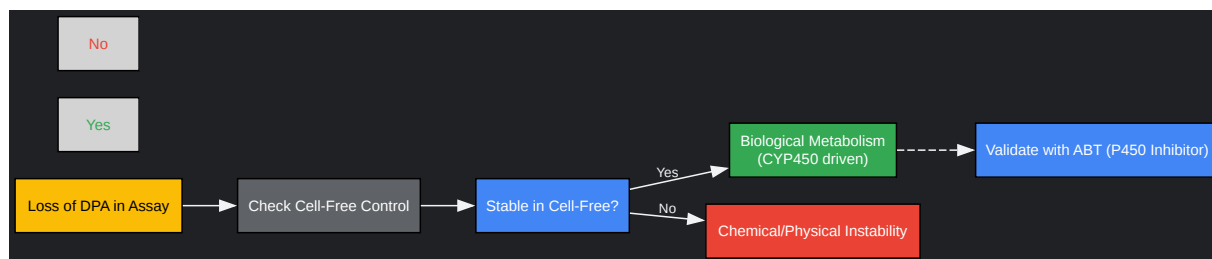 No
Yes
Loss of DPA in Assay
Check Cell-Free Control
Stable in Cell-Free?
Yes
No
Biological Metabolism
(CYP450 driven)
Chemical/Physical Instability
Validate with ABT (P450 Inhibitor)